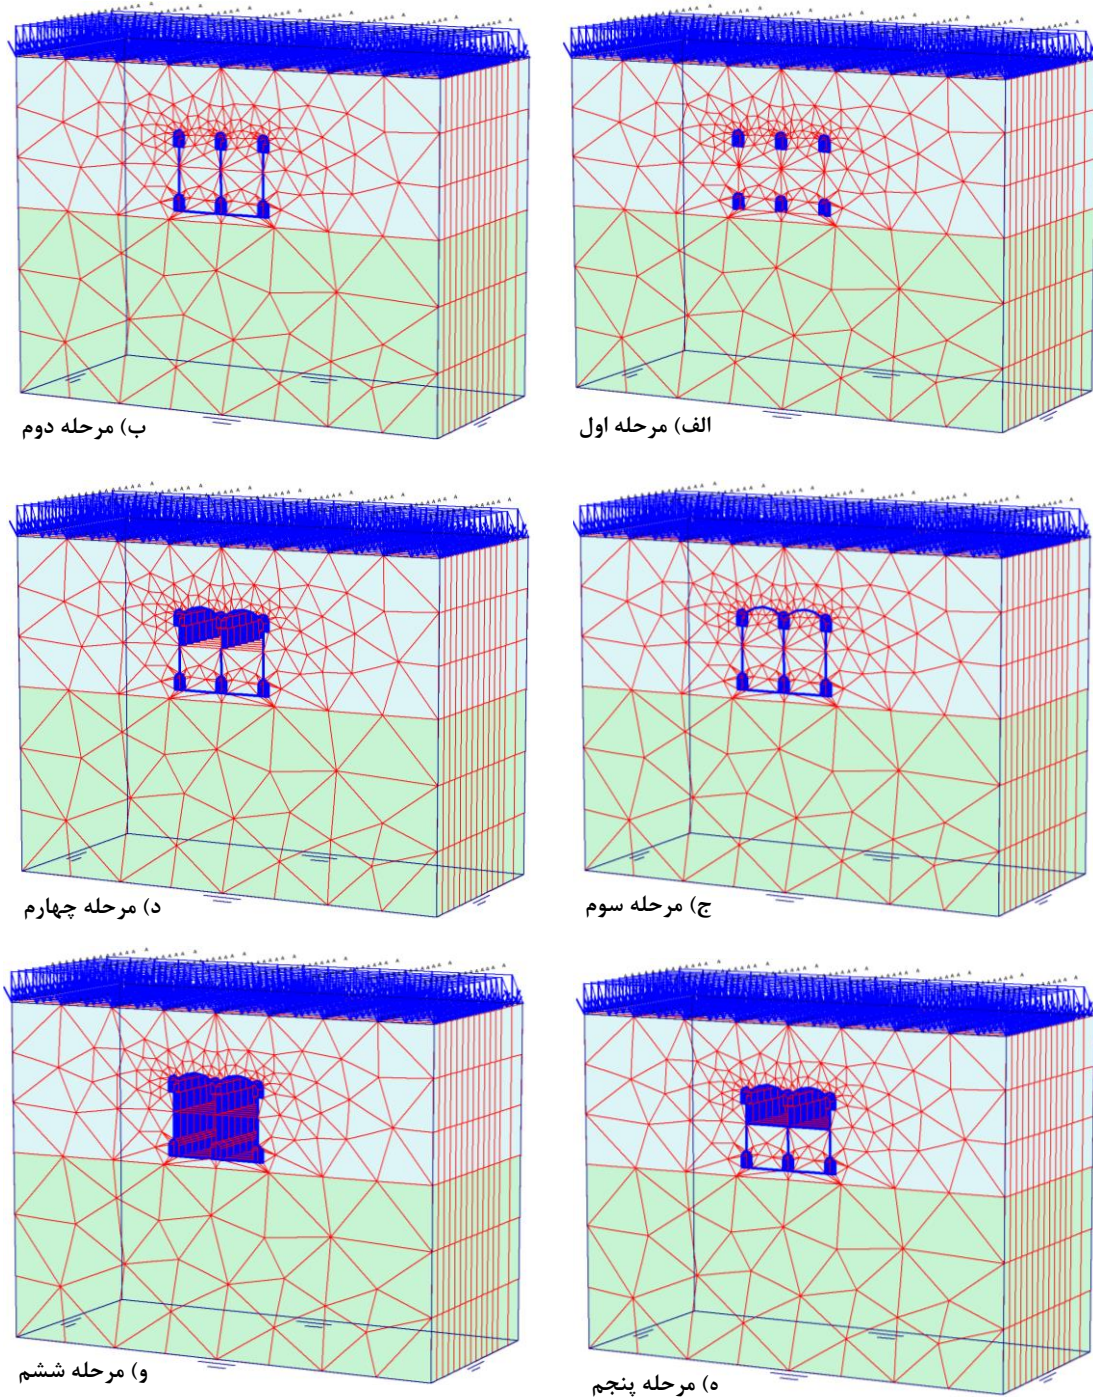 الف) مرحله اول
ب) مرحله دوم
ج) مرحله سوم
د) مرحله چهارم
ه) مرحله پنجم
و) مرحله ششم